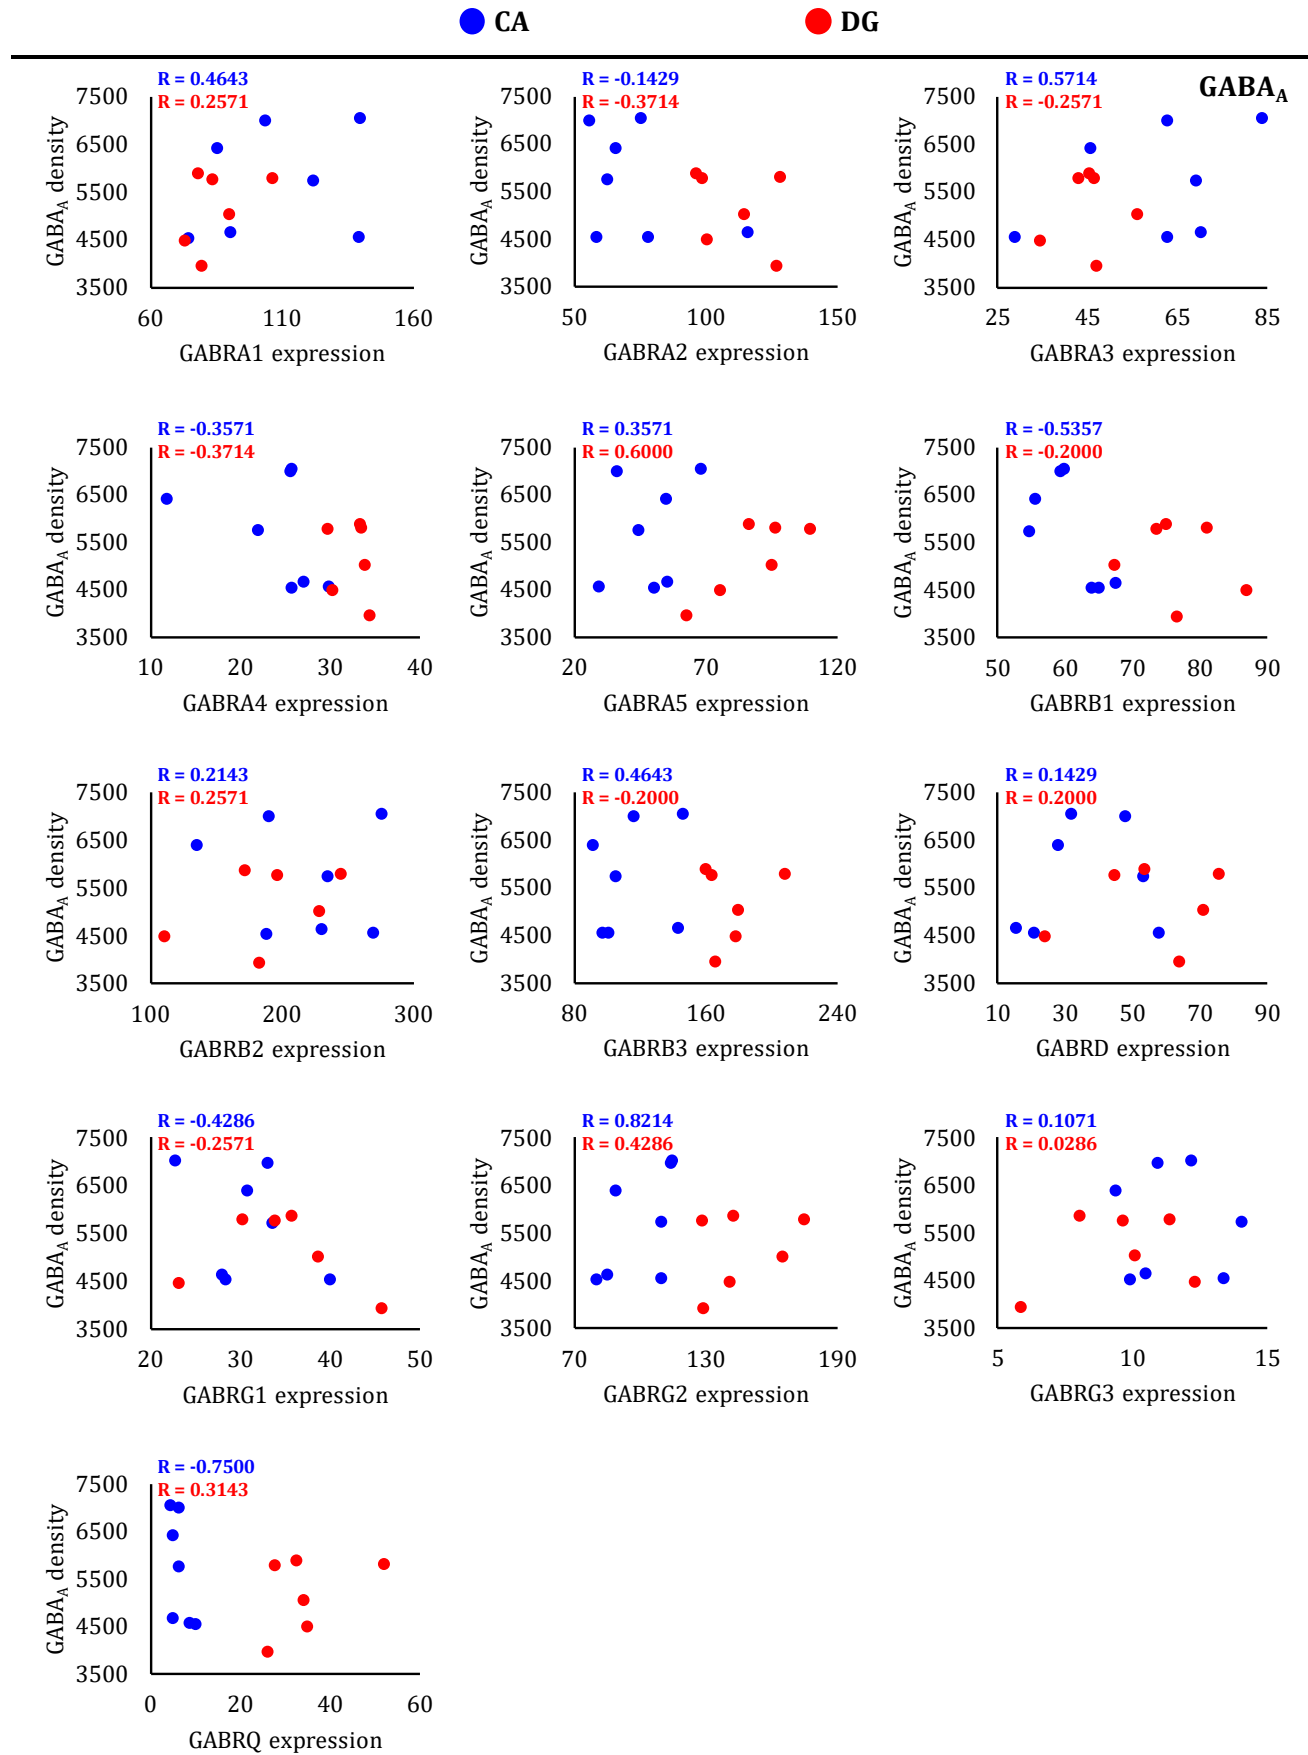 CA DG
GABAA
R = 0.4643
R = 0.2571
7500
6500
5500
4500
3500
GABAA density
60 110 160
GABRA1 expression
R = -0.1429
R = -0.3714
7500
6500
5500
4500
3500
GABAA density
50 100 150
GABRA2 expression
R = 0.5714
R = -0.2571
7500
6500
5500
4500
3500
GABAA density
25 45 65 85
GABRA3 expression
R = -0.3571
R = -0.3714
7500
6500
5500
4500
3500
GABAA density
10 20 30 40
GABRA4 expression
R = 0.3571
R = 0.6000
7500
6500
5500
4500
3500
GABAA density
20 70 120
GABRA5 expression
R = -0.5357
R = -0.2000
7500
6500
5500
4500
3500
GABAA density
50 60 70 80 90
GABRB1 expression
R = 0.2143
R = 0.2571
7500
6500
5500
4500
3500
GABAA density
100 200 300
GABRB2 expression
R = 0.4643
R = -0.2000
7500
6500
5500
4500
3500
GABAA density
80 160 240
GABRB3 expression
R = 0.1429
R = 0.2000
7500
6500
5500
4500
3500
GABAA density
10 30 50 70 90
GABRD expression
R = -0.4286
R = -0.2571
7500
6500
5500
4500
3500
GABAA density
20 30 40 50
GABRG1 expression
R = 0.8214
R = 0.4286
7500
6500
5500
4500
3500
GABAA density
70 130 190
GABRG2 expression
R = 0.1071
R = 0.0286
7500
6500
5500
4500
3500
GABAA density
5 10 15
GABRG3 expression
R = -0.7500
R = 0.3143
7500
6500
5500
4500
3500
GABAA density
0 20 40 60
GABRQ expression